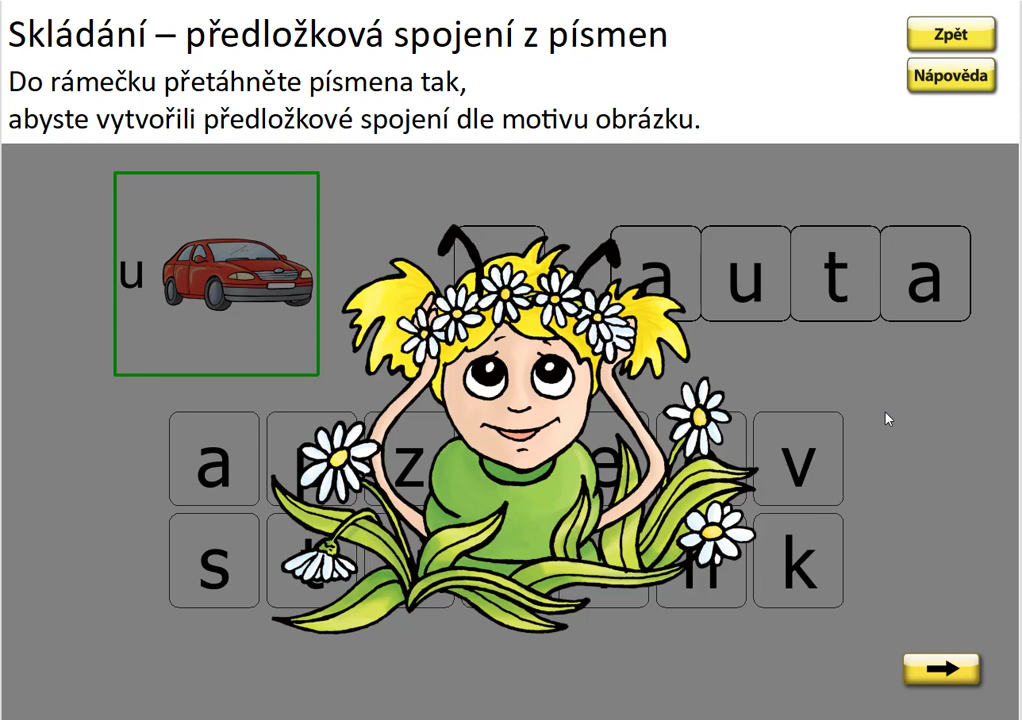 Skládání – předložková spojení z písmen
Zpět
Do rámečku přetáhněte písmena tak,
Nápověda
abyste vytvořili předložkové spojení dle motivu obrázku.
u
a u t a
a z e v
s t n k